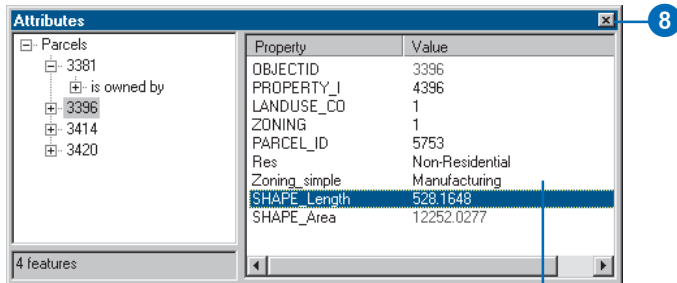 Attributes
8
Parcels
3381
is owned by
3396
3414
3420
4 features
Property Value
OBJECTID 3396
PROPERTY_I 4396
LANDUSE_CO 1
ZONING 1
PARCEL_ID 5753
Res Non-Residential
Zoning_simple Manufacturing
SHAPE_Length 528.1648
SHAPE_Area 12252.0277